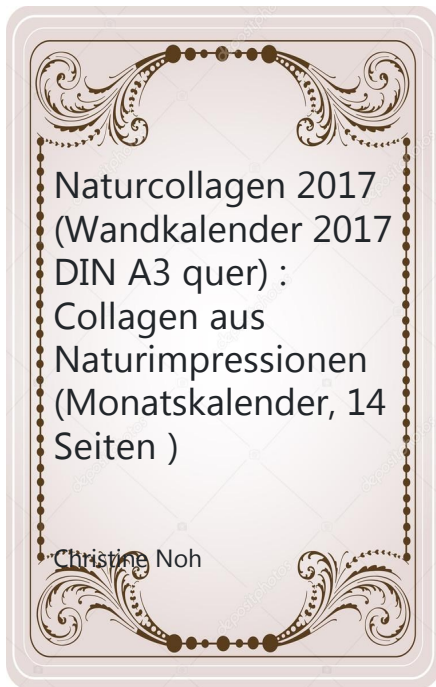 Naturcollagen 2017
(Wandkalender 2017
DIN A3 quer) :
Collagen aus
Naturimpressionen
(Monatskalender, 14
Seiten )
Christine Noh